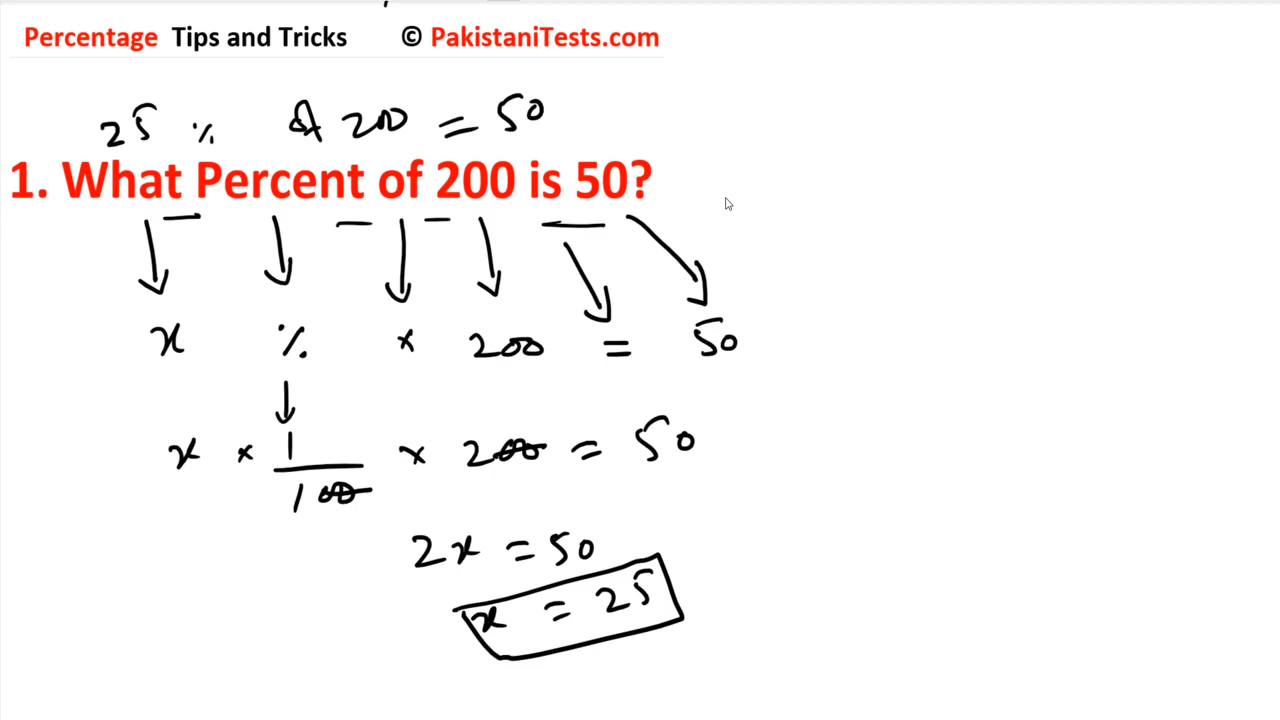 Percentage Tips and Tricks © PakistaniTests.com
25 % of 200 = 50
1. What Percent of 200 is 50?
x % × 200 = 50
x × 1/100 × 200 = 50
2x = 50
x = 25